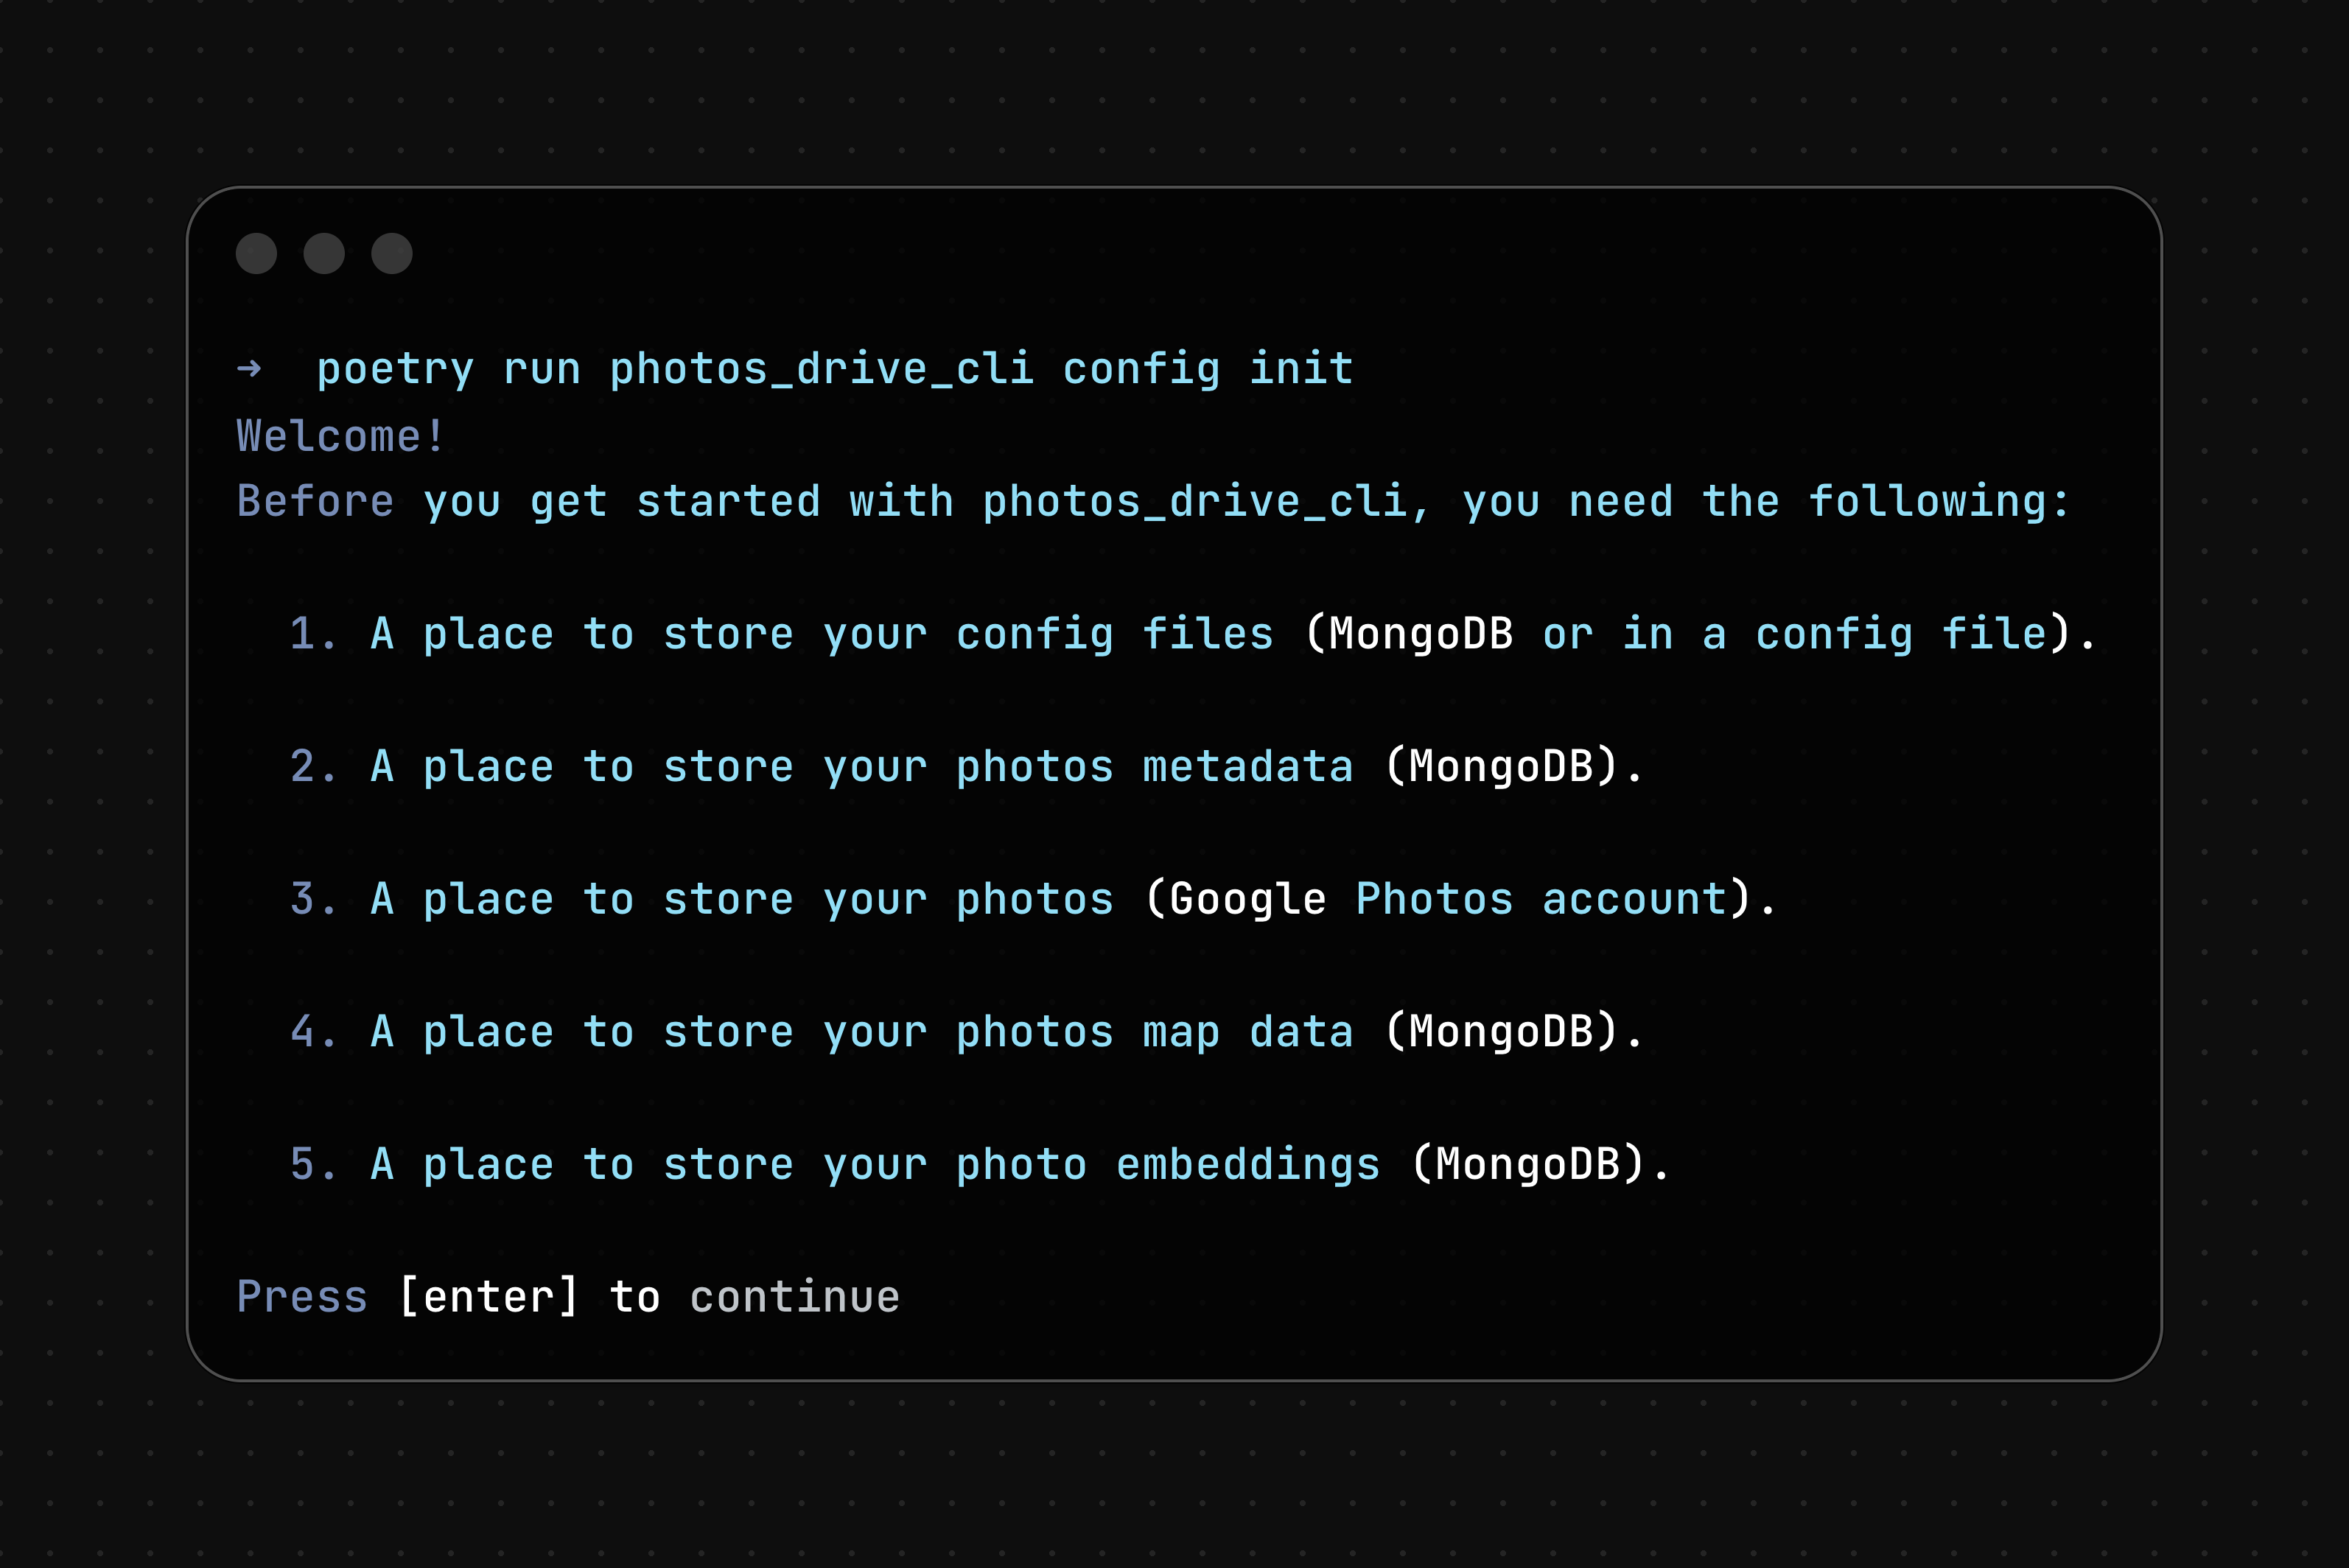 ➜  poetry run photos_drive_cli config init
Welcome!
Before you get started with photos_drive_cli, you need the following:
1. A place to store your config files (MongoDB or in a config file).
2. A place to store your photos metadata (MongoDB).
3. A place to store your photos (Google Photos account).
4. A place to store your photos map data (MongoDB).
5. A place to store your photo embeddings (MongoDB).
Press [enter] to continue